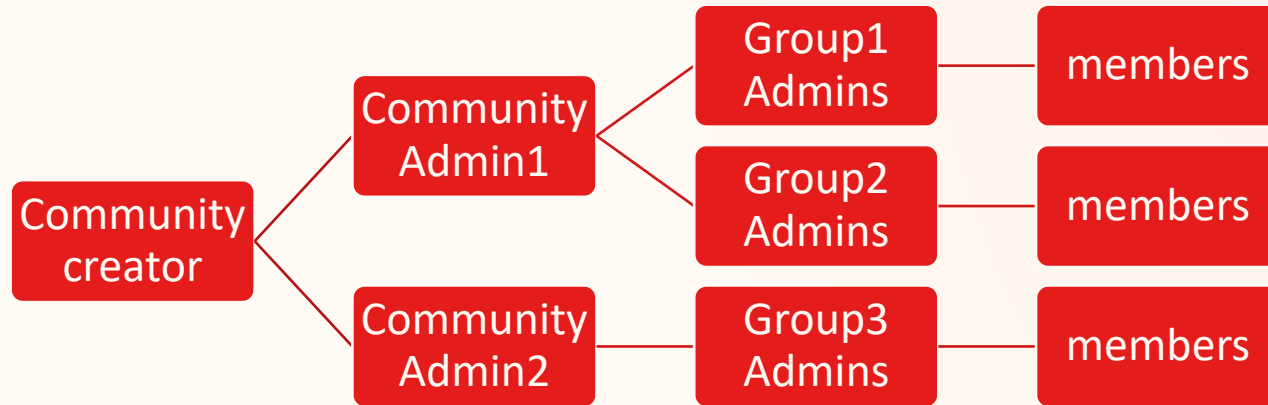 Community
creator
Community
Admin1
Group1
Admins
members
Group2
Admins
members
Community
Admin2
Group3
Admins
members